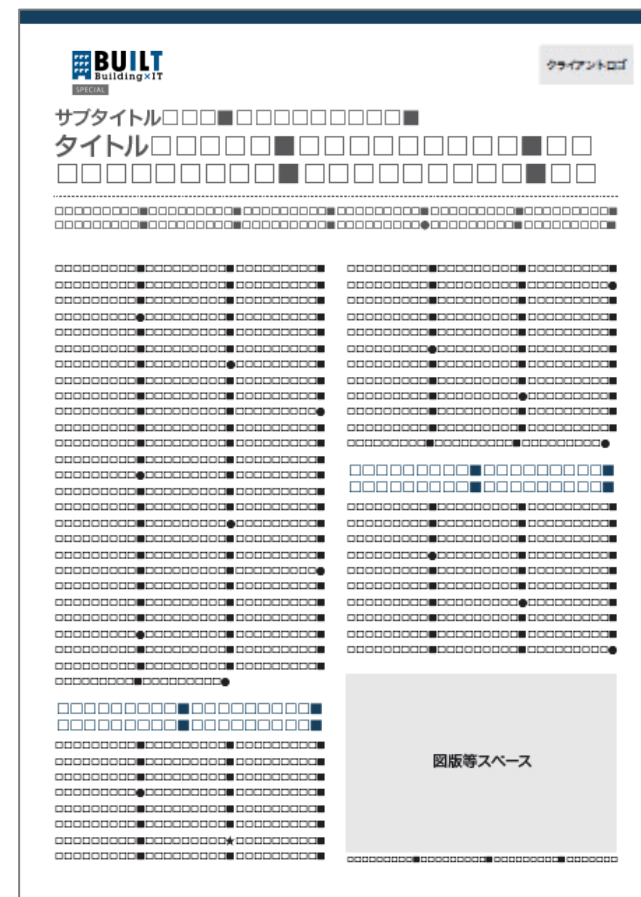 BUILT
Building×IT
SPECIAL
クライアントロゴ
サブタイトル
タイトル
図版等スペース